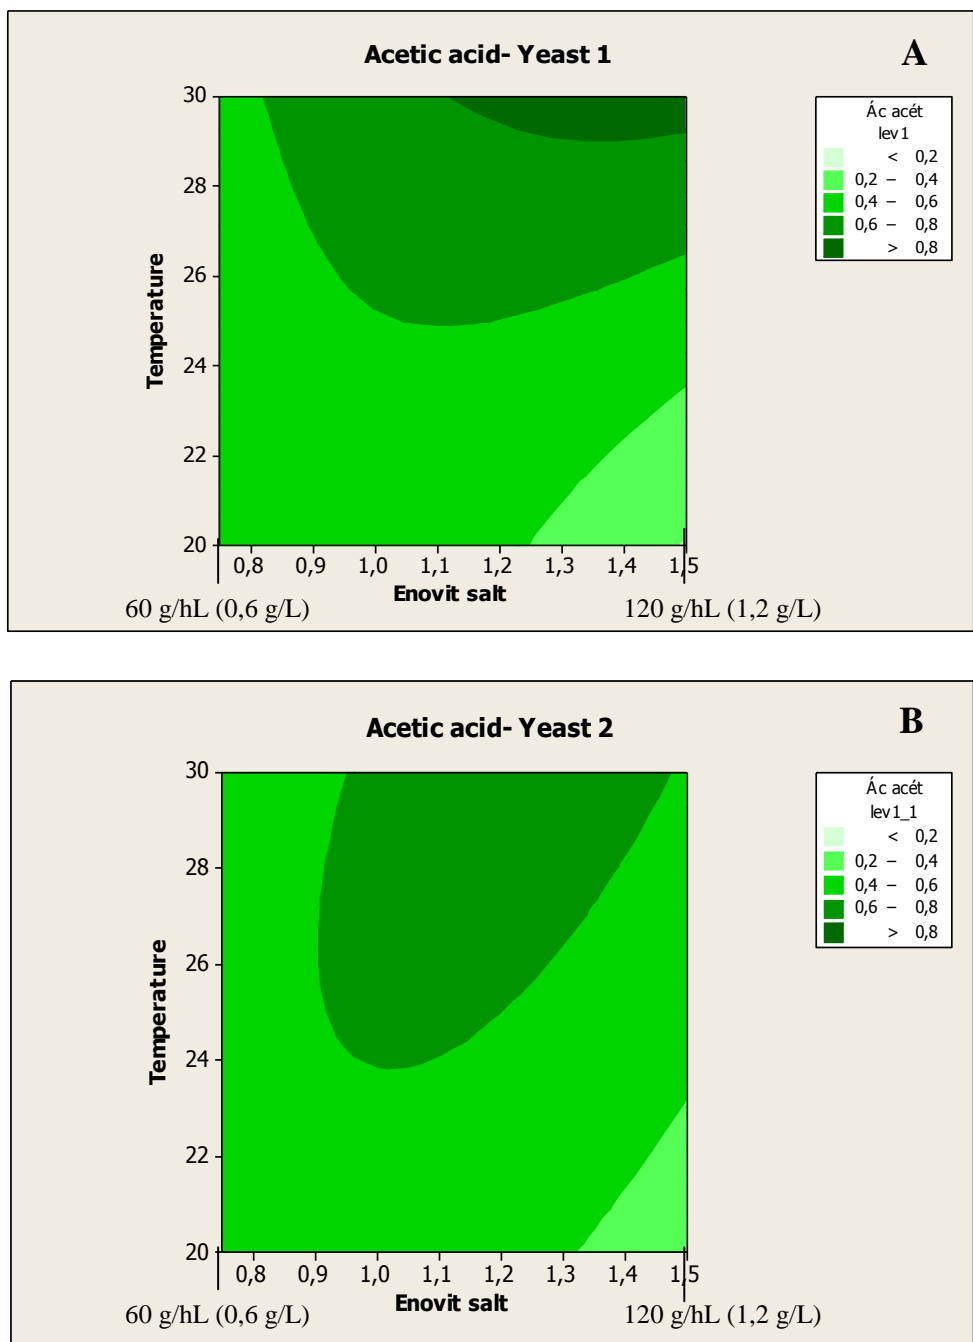 A
Acetic acid- Yeast 1
30
28
26
24
22
20
Temperature
0,8 0,9 1,0 1,1 1,2 1,3 1,4 1,5
Enovit salt
60 g/hL (0,6 g/L) 120 g/hL (1,2 g/L)
Ác acét
lev1
< 0,2
0,2 – 0,4
0,4 – 0,6
0,6 – 0,8
> 0,8
B
Acetic acid- Yeast 2
30
28
26
24
22
20
Temperature
0,8 0,9 1,0 1,1 1,2 1,3 1,4 1,5
Enovit salt
60 g/hL (0,6 g/L) 120 g/hL (1,2 g/L)
Ác acét
lev1_1
< 0,2
0,2 – 0,4
0,4 – 0,6
0,6 – 0,8
> 0,8